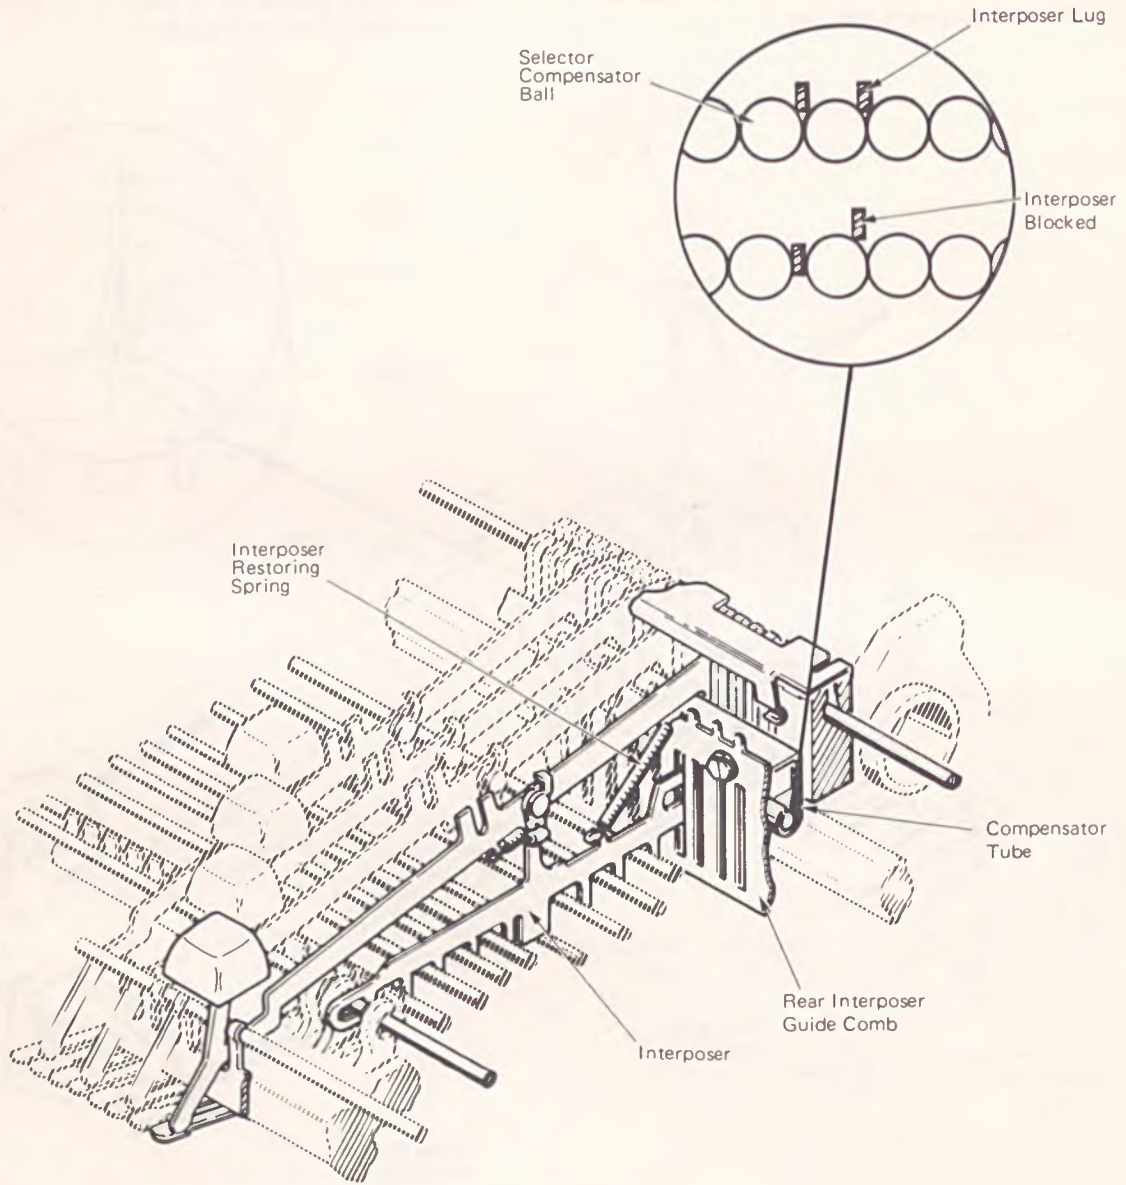 Interposer Lug
Selector
Compensator
Ball
Interposer
Blocked
Interposer
Restoring
Spring
Compensator
Tube
Rear Interposer
Guide Comb
Interposer